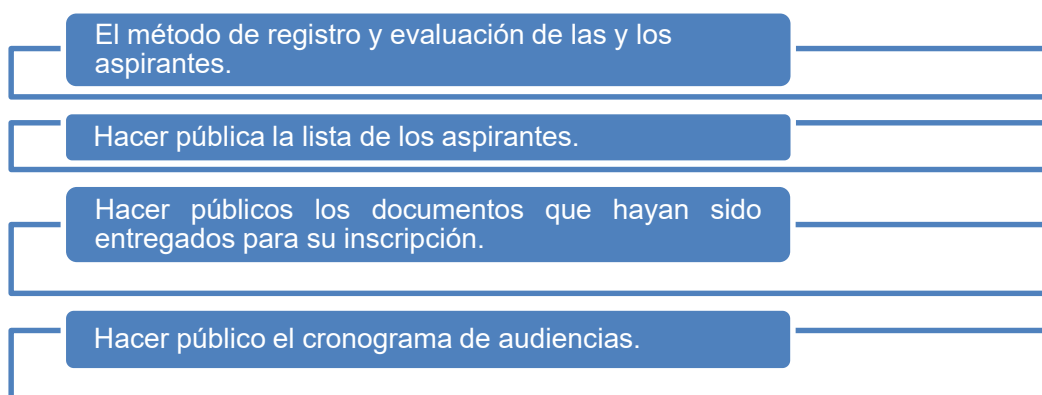 El método de registro y evaluación de las y los
aspirantes.
Hacer pública la lista de los aspirantes.
Hacer públicos los documentos que hayan sido
entregados para su inscripción.
Hacer público el cronograma de audiencias.